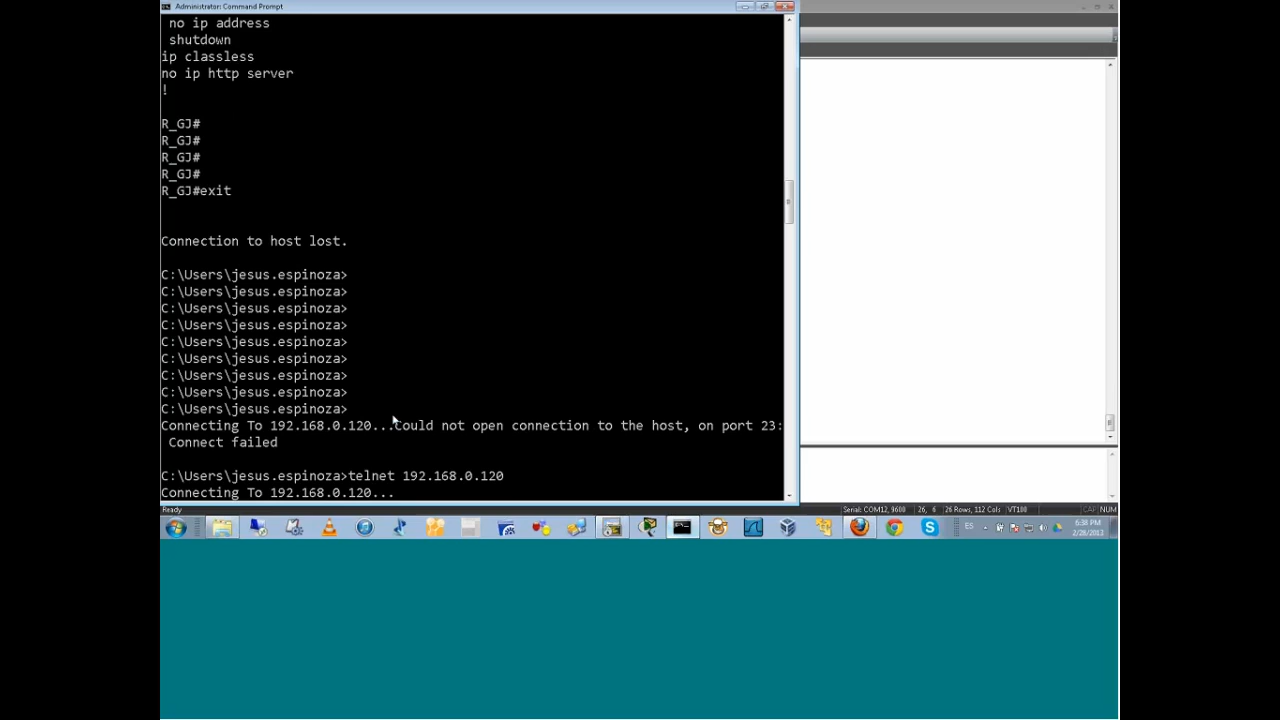 Administrator: Command Prompt
no ip address
shutdown
ip classless
no ip http server
!
R_GJ#
R_GJ#
R_GJ#
R_GJ#
R_GJ#exit
Connection to host lost.
C:\Users\jesus.espinoza>
C:\Users\jesus.espinoza>
C:\Users\jesus.espinoza>
C:\Users\jesus.espinoza>
C:\Users\jesus.espinoza>
C:\Users\jesus.espinoza>
C:\Users\jesus.espinoza>
C:\Users\jesus.espinoza>
C:\Users\jesus.espinoza>
Connecting To 192.168.0.120...Could not open connection to the host, on port 23:
Connect failed
C:\Users\jesus.espinoza>telnet 192.168.0.120
Connecting To 192.168.0.120...
Ready Serial: COM12, 9600 26, 6 26 Rows, 112 Cols VT100 CAP NUM
ES 6:38 PM
2/28/2013